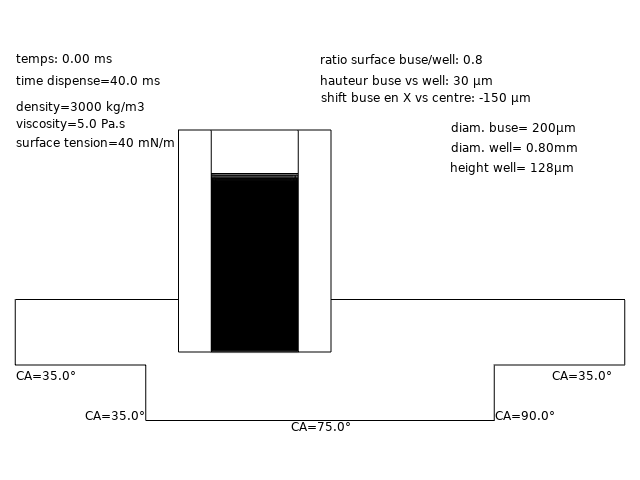 temps: 0.00 ms
time dispense=40.0 ms
density=3000 kg/m3
viscosity=5.0 Pa.s
surface tension=40 mN/m
ratio surface buse/well: 0.8
hauteur buse vs well: 30 µm
shift buse en X vs centre: -150 µm
diam. buse= 200µm
diam. well= 0.80mm
height well= 128µm
CA=35.0°
CA=35.0°
CA=35.0°
CA=90.0°
CA=75.0°